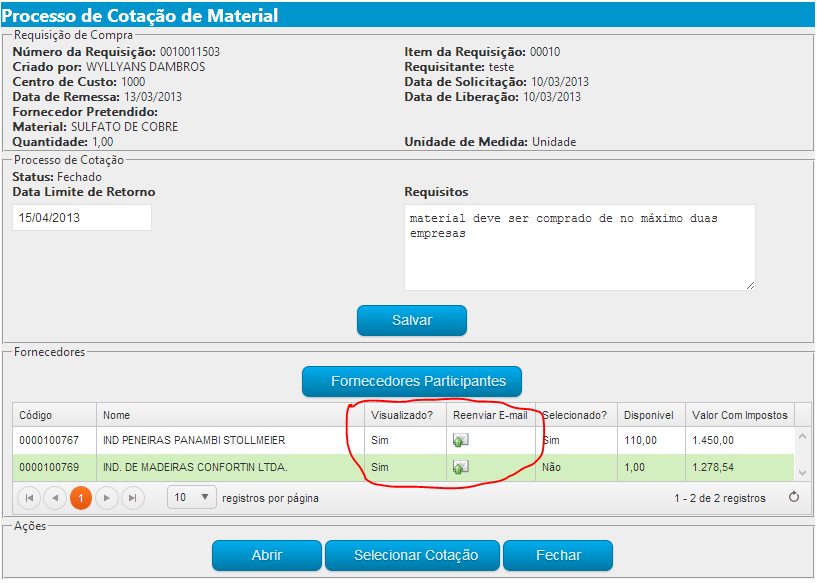 Processo de Cotação de Material
Requisição de Compra
Número da Requisição: 0010011503
Item da Requisição: 00010
Criado por: WYLLYANS DAMBROS
Requisitante: teste
Centro de Custo: 1000
Data de Solicitação: 10/03/2013
Data de Remessa: 13/03/2013
Data de Liberação: 10/03/2013
Fornecedor Pretendido:
Material: SULFATO DE COBRE
Quantidade: 1,00
Unidade de Medida: Unidade
Processo de Cotação
Status: Fechado
Data Limite de Retorno
Requisitos
15/04/2013
material deve ser comprado de no máximo duas
empresas
Salvar
Fornecedores
Fornecedores Participantes
Código Nome Visualizado? Reenviar E-mail Selecionado? Disponível Valor Com Impostos
0000100767 IND PENEIRAS PANAMBI STOLLMEIER Sim Sim 110,00 1.450,00
0000100769 IND. DE MADEIRAS CONFORTIN LTDA. Sim Não 1,00 1.278,54
1 10 registros por página 1 - 2 de 2 registros
Ações
Abrir Selecionar Cotação Fechar